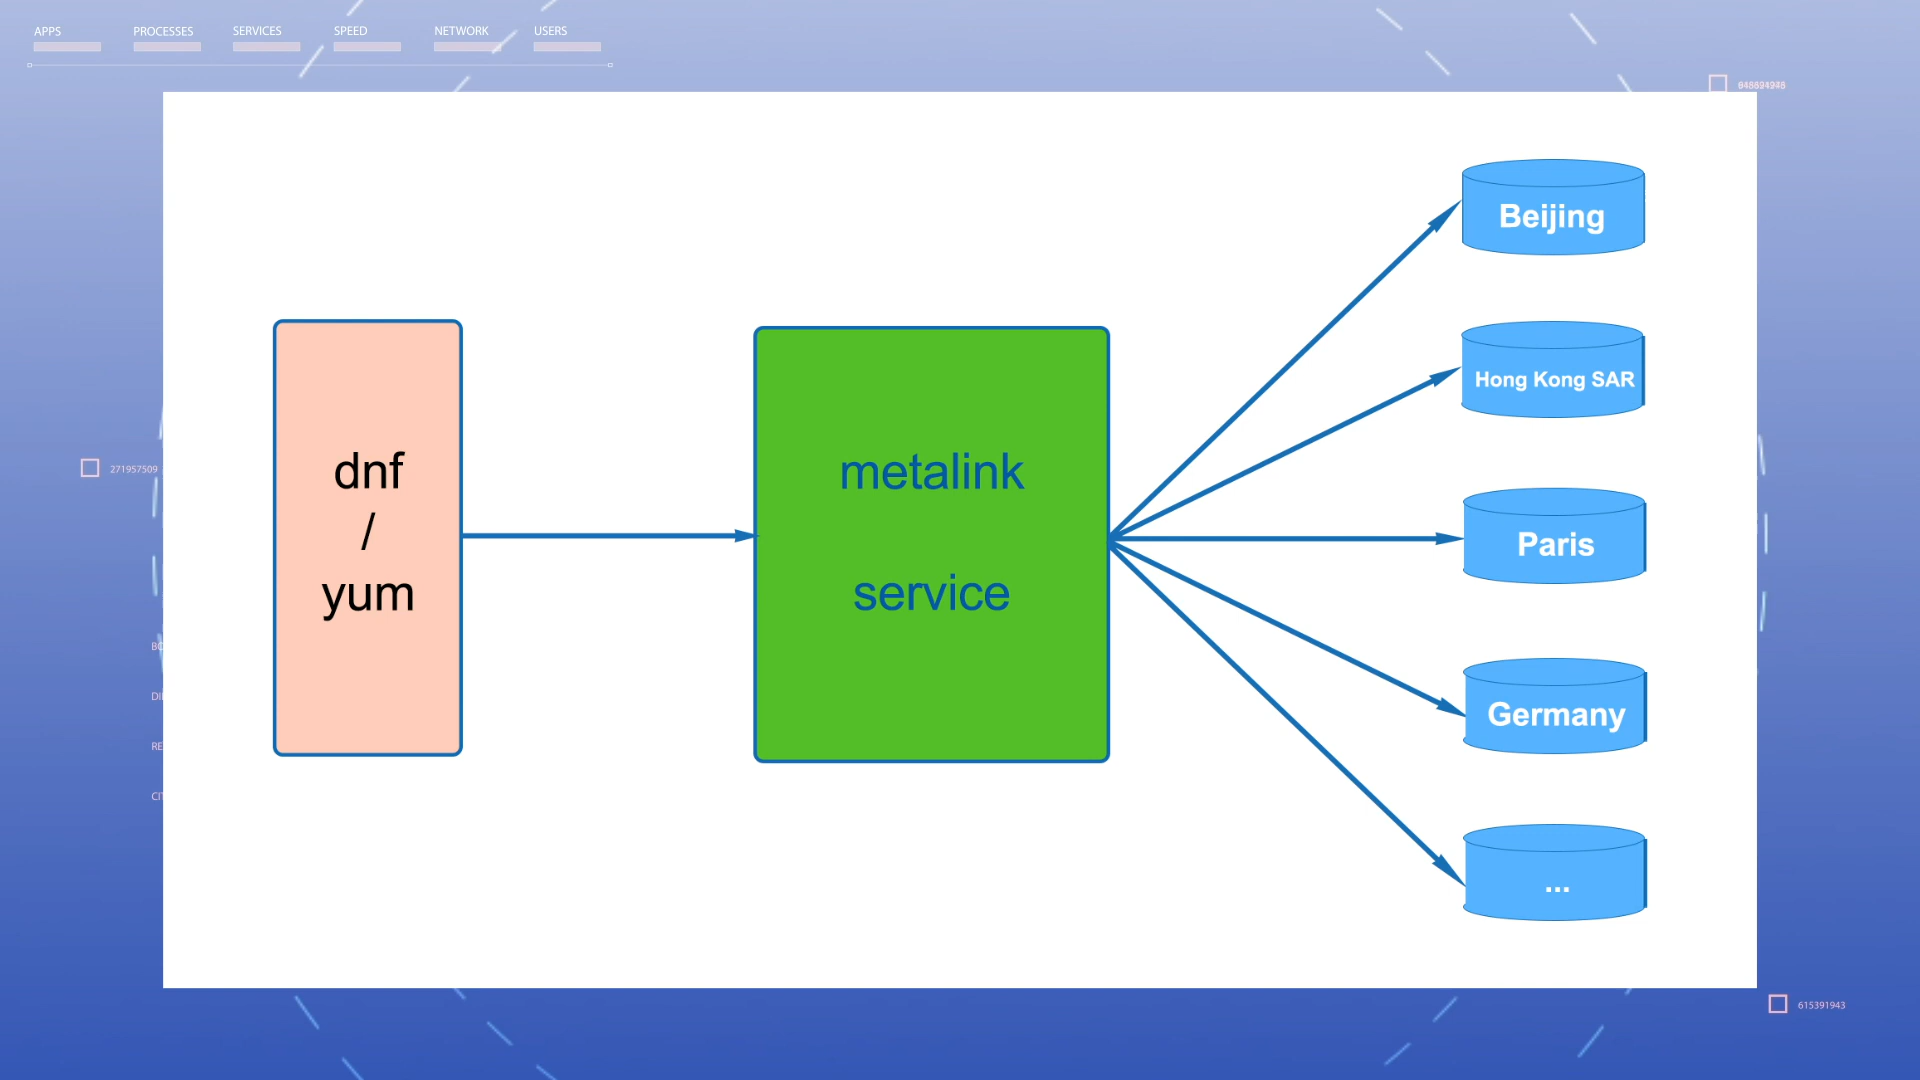 APPS PROCESSES SERVICES SPEED NETWORK USERS
Beijing
Hong Kong SAR
271957509
dnf
/
yum
metalink
service
Paris
Germany
...
615391943